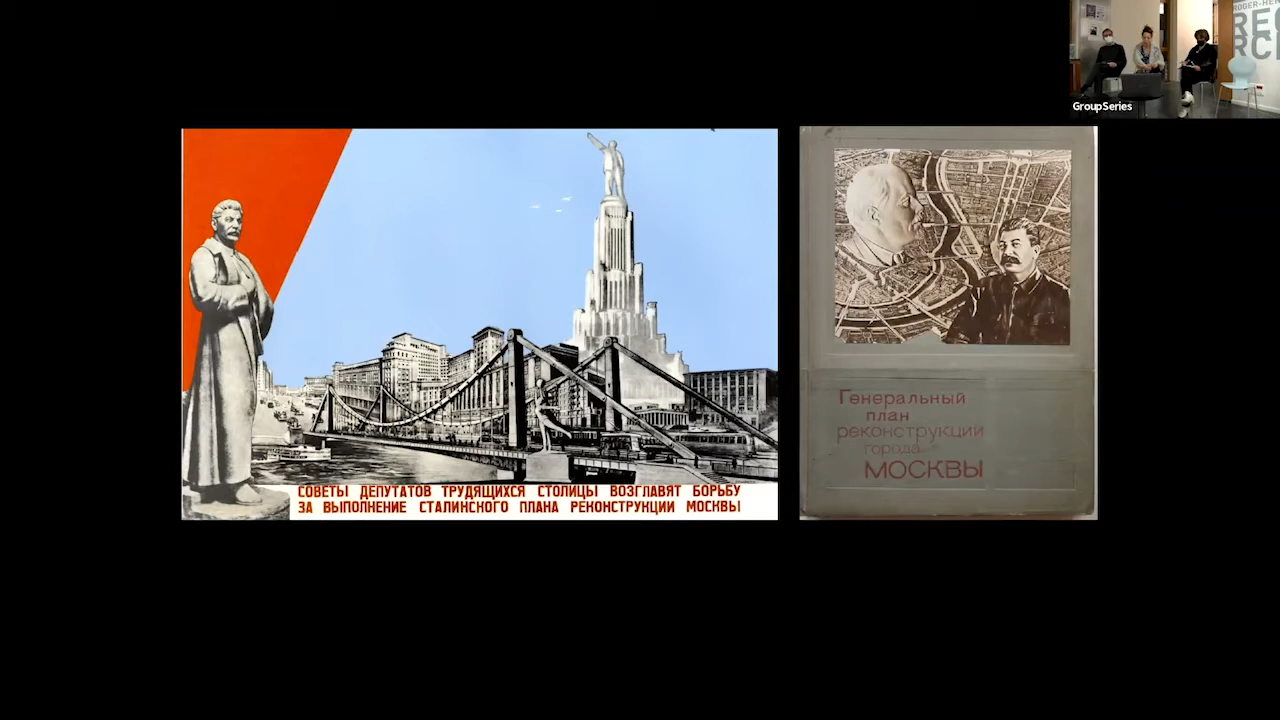 СОВЕТЫ ДЕПУТАТОВ ТРУДЯЩИХСЯ СТОЛИЦЫ ВОЗГЛАВЯТ БОРЬБУ
ЗА ВЫПОЛНЕНИЕ СТАЛИНСКОГО ПЛАНА РЕКОНСТРУКЦИИ МОСКВЫ
Генеральный
план
реконструкции
города
МОСКВЫ
GroupSeries